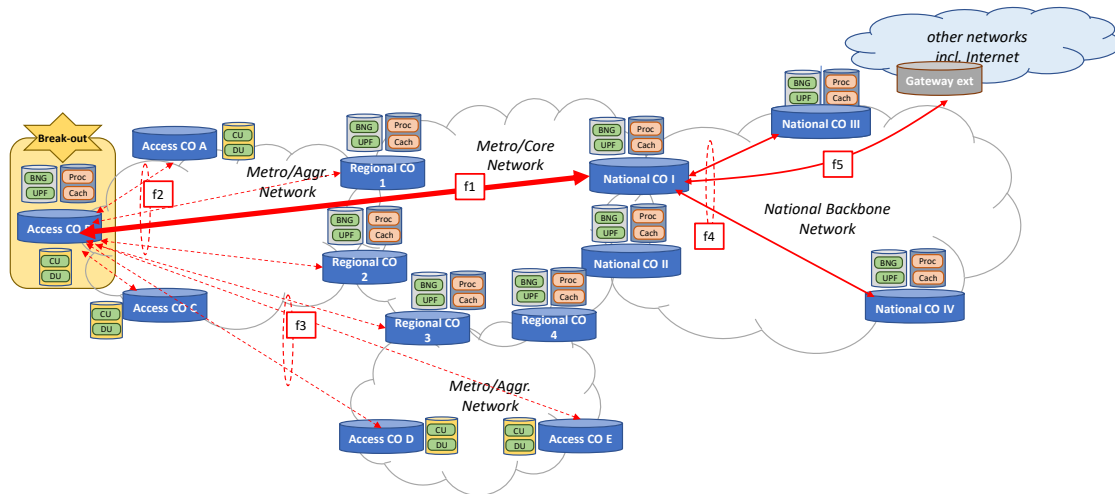 other networks
incl. Internet
Gateway ext
BNG
UPF
Proc
Cach
National CO III
Break-out
Access CO A
CU
DU
BNG
UPF
Proc
Cach
Regional CO
1
Metro/Core
Network
BNG
UPF
Proc
Cach
National CO I
f5
BNG
UPF
Proc
Cach
Access CO
f2
Metro/Aggr.
Network
f1
f4
National Backbone
Network
CU
DU
BNG
UPF
Proc
Cach
Regional CO
2
BNG
UPF
Proc
Cach
National CO II
CU
DU
Access CO C
f3
BNG
UPF
Proc
Cach
Regional CO
3
BNG
UPF
Proc
Cach
Regional CO
4
BNG
UPF
Proc
Cach
National CO IV
Metro/Aggr.
Network
Access CO D
CU
DU
CU
DU
Access CO E